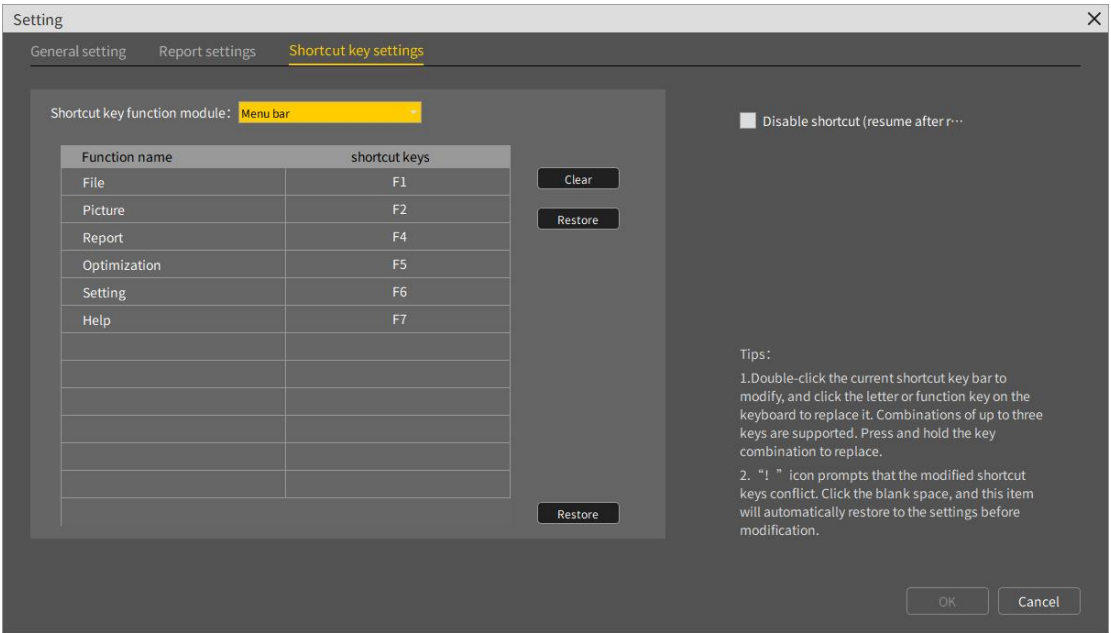 Setting
General setting Report settings Shortcut key settings
Shortcut key function module: Menu bar
Disable shortcut (resume after r···
Function name shortcut keys
File F1
Clear
Picture F2
Restore
Report F4
Optimization F5
Setting F6
Help F7
Tips:
1.Double-click the current shortcut key bar to
modify, and click the letter or function key on the
keyboard to replace it. Combinations of up to three
keys are supported. Press and hold the key
combination to replace.
2. “! ” icon prompts that the modified shortcut
keys conflict. Click the blank space, and this item
will automatically restore to the settings before
modification.
Restore
OK Cancel